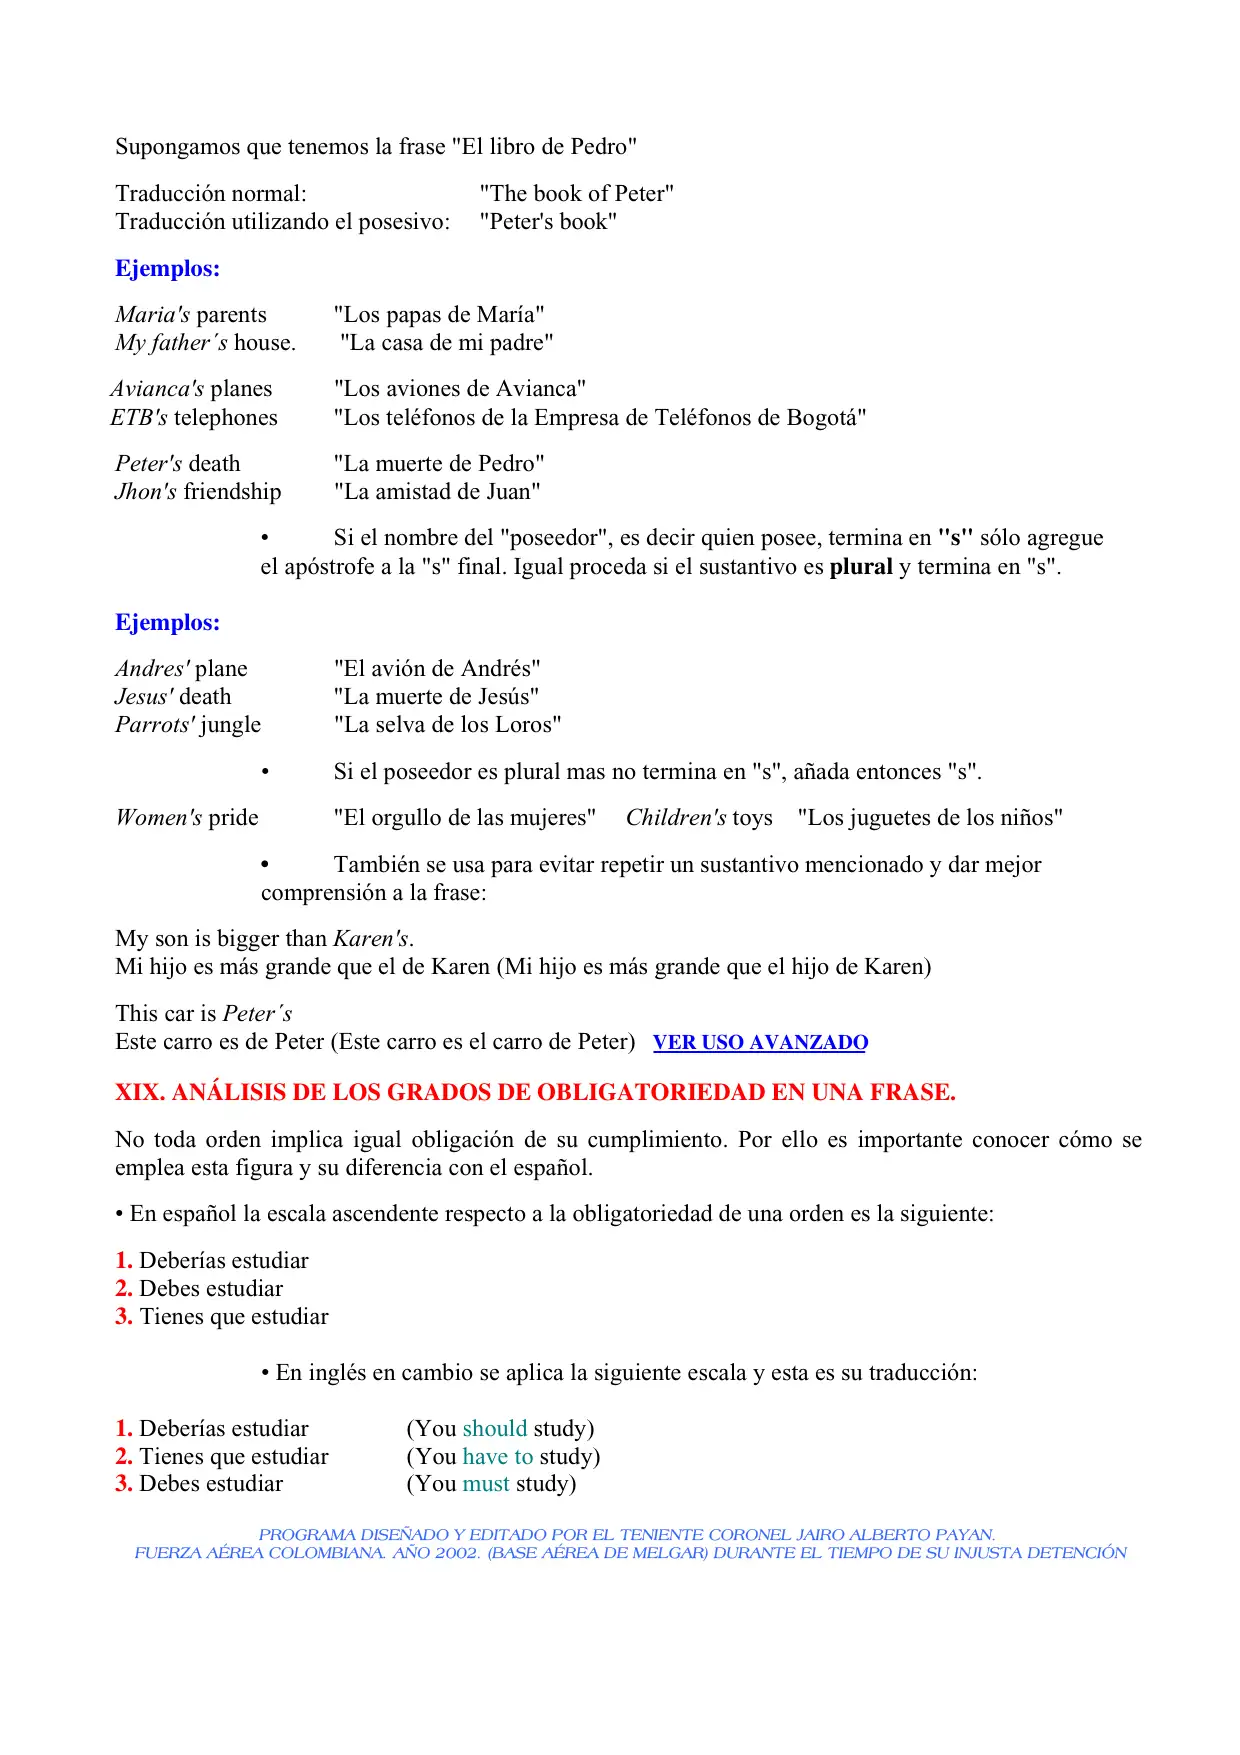 Supongamos que tenemos la frase "El libro de Pedro"
Traducción normal: "The book of Peter"
Traducción utilizando el posesivo: "Peter's book"
Ejemplos:
Maria's parents "Los papas de María"
My father´s house. "La casa de mi padre"
Avianca's planes "Los aviones de Avianca"
ETB's telephones "Los teléfonos de la Empresa de Teléfonos de Bogotá"
Peter's death "La muerte de Pedro"
Jhon's friendship "La amistad de Juan"
• Si el nombre del "poseedor", es decir quien posee, termina en "s" sólo agregue
el apóstrofe a la "s" final. Igual proceda si el sustantivo es plural y termina en "s".
Ejemplos:
Andres' plane "El avión de Andrés"
Jesus' death "La muerte de Jesús"
Parrots' jungle "La selva de los Loros"
• Si el poseedor es plural mas no termina en "s", añada entonces "s".
Women's pride "El orgullo de las mujeres" Children's toys "Los juguetes de los niños"
• También se usa para evitar repetir un sustantivo mencionado y dar mejor
comprensión a la frase:
My son is bigger than Karen's.
Mi hijo es más grande que el de Karen (Mi hijo es más grande que el hijo de Karen)
This car is Peter´s
Este carro es de Peter (Este carro es el carro de Peter) VER USO AVANZADO
XIX. ANÁLISIS DE LOS GRADOS DE OBLIGATORIEDAD EN UNA FRASE.
No toda orden implica igual obligación de su cumplimiento. Por ello es importante conocer cómo se
emplea esta figura y su diferencia con el español.
• En español la escala ascendente respecto a la obligatoriedad de una orden es la siguiente:
1. Deberías estudiar
2. Debes estudiar
3. Tienes que estudiar
• En inglés en cambio se aplica la siguiente escala y esta es su traducción:
1. Deberías estudiar (You should study)
2. Tienes que estudiar (You have to study)
3. Debes estudiar (You must study)
PROGRAMA DISEÑADO Y EDITADO POR EL TENIENTE CORONEL JAIRO ALBERTO PAYAN.
FUERZA AÉREA COLOMBIANA. AÑO 2002. (BASE AÉREA DE MELGAR) DURANTE EL TIEMPO DE SU INJUSTA DETENCIÓN